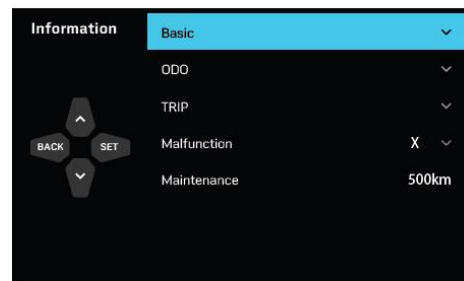 Information
Basic
ODO
TRIP
BACK SET
Malfunction X
Maintenance 500km